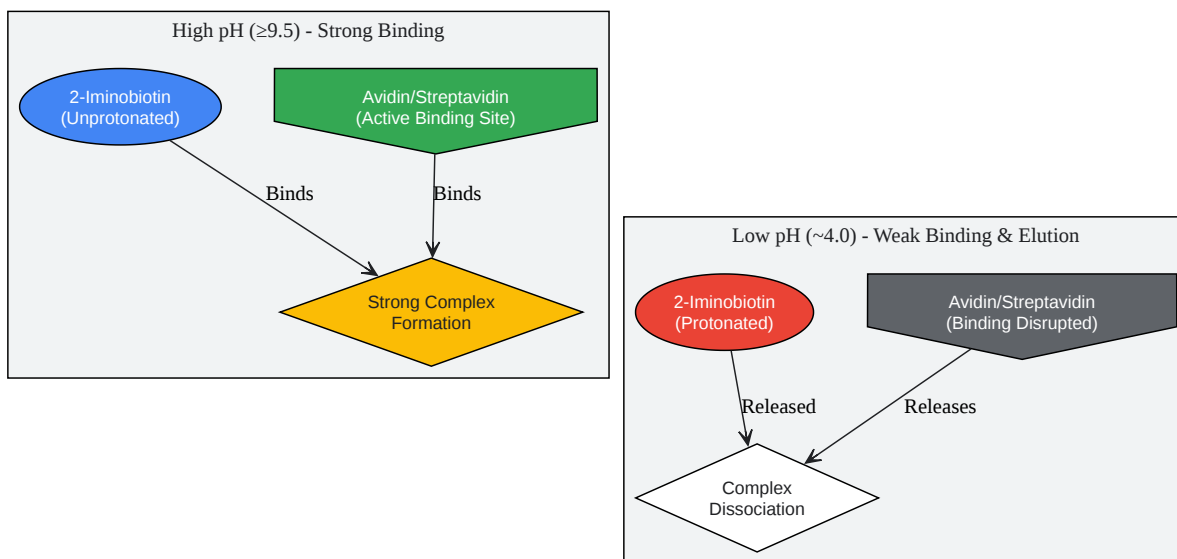 High pH (≥9.5) - Strong Binding
2-Iminobiotin
(Unprotonated)
Avidin/Streptavidin
(Active Binding Site)
Binds
Binds
Strong Complex
Formation
Low pH (~4.0) - Weak Binding & Elution
2-Iminobiotin
(Protonated)
Avidin/Streptavidin
(Binding Disrupted)
Released
Releases
Complex
Dissociation